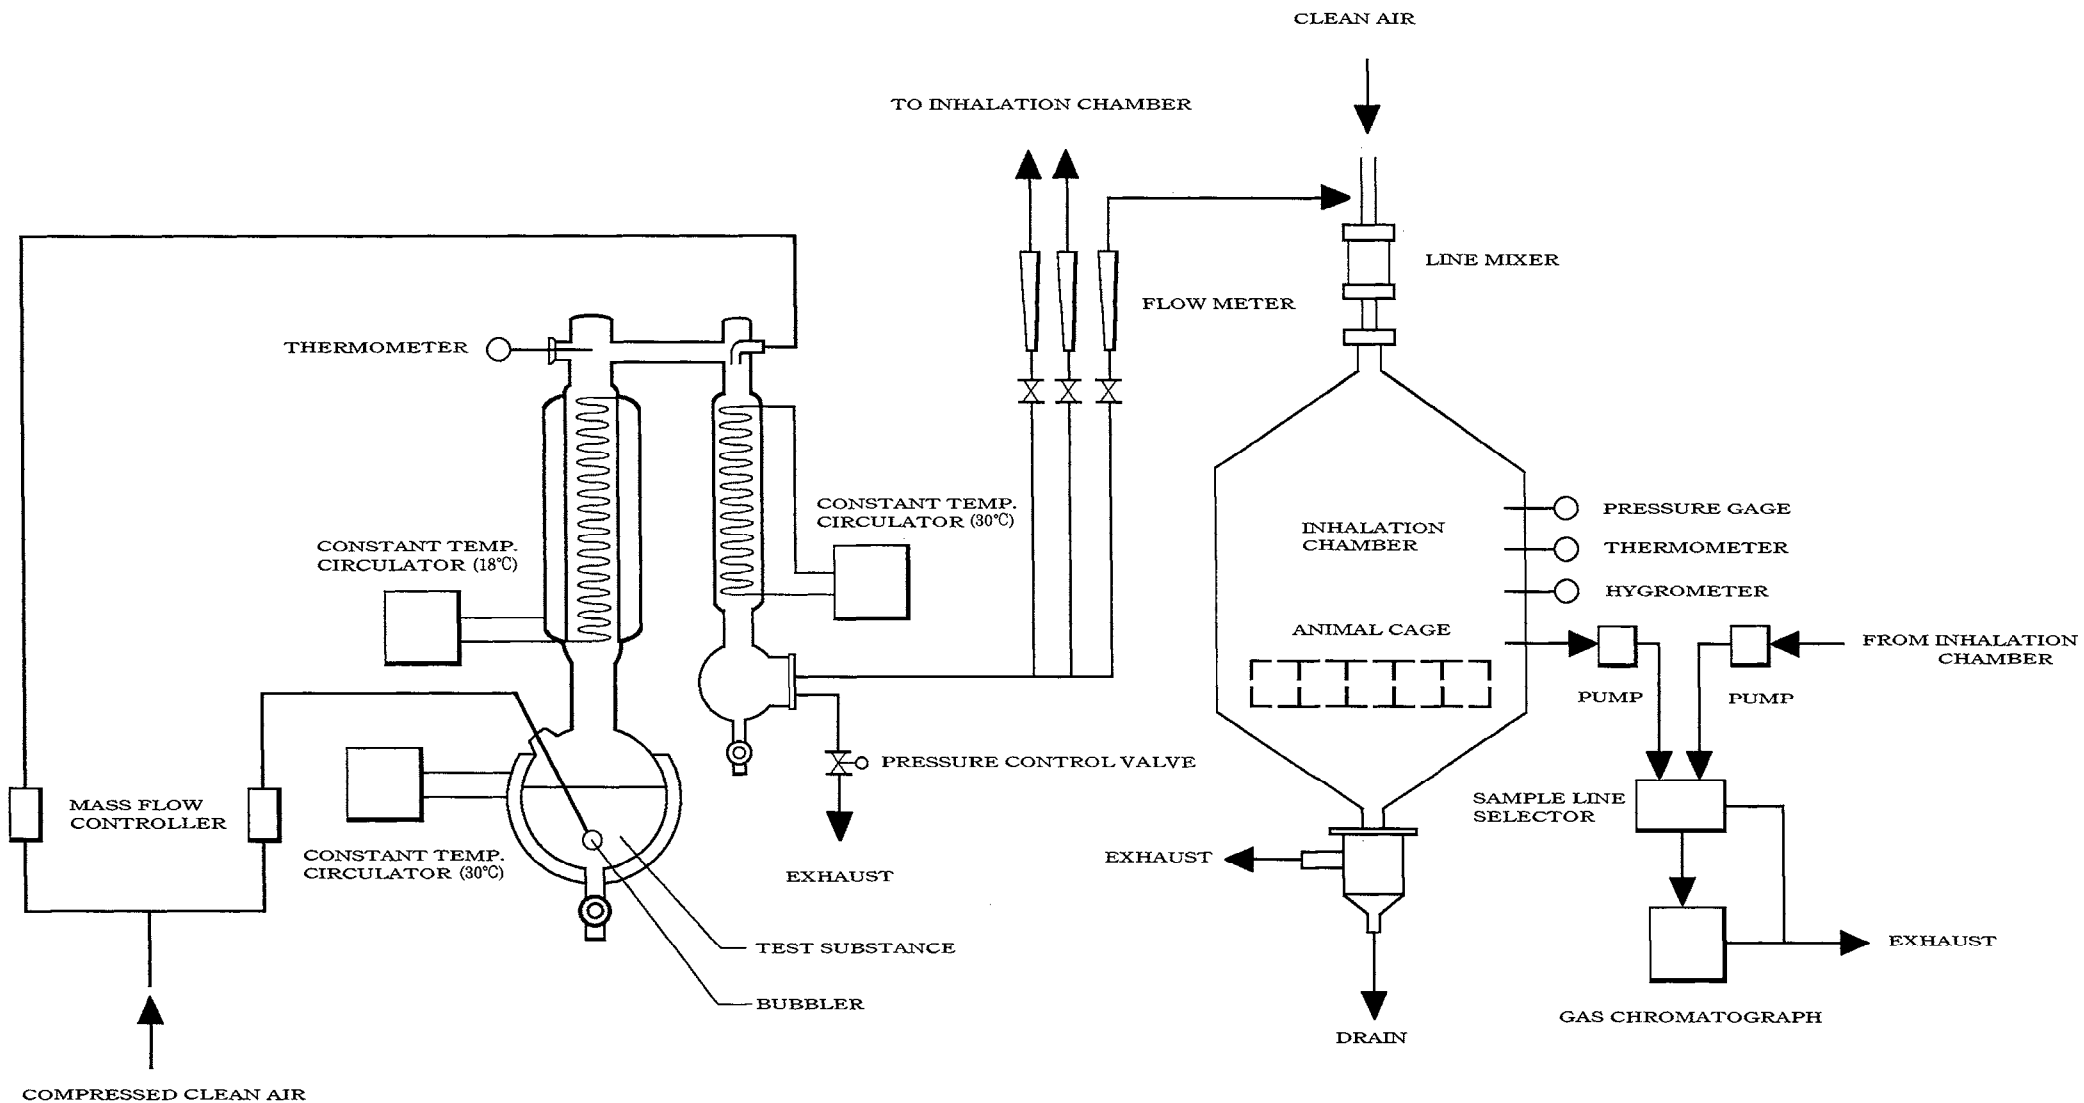 CLEAN AIR
TO INHALATION CHAMBER
LINE MIXER
FLOW METER
THERMOMETER
CONSTANT TEMP.
CIRCULATOR (30℃)
CONSTANT TEMP.
CIRCULATOR (18℃)
INHALATION
CHAMBER
PRESSURE GAGE
THERMOMETER
HYGROMETER
ANIMAL CAGE
FROM INHALATION
CHAMBER
PUMP
PUMP
PRESSURE CONTROL VALVE
MASS FLOW
CONTROLLER
SAMPLE LINE
SELECTOR
CONSTANT TEMP.
CIRCULATOR (30℃)
EXHAUST
EXHAUST
TEST SUBSTANCE
EXHAUST
BUBBLER
GAS CHROMATOGRAPH
DRAIN
COMPRESSED CLEAN AIR